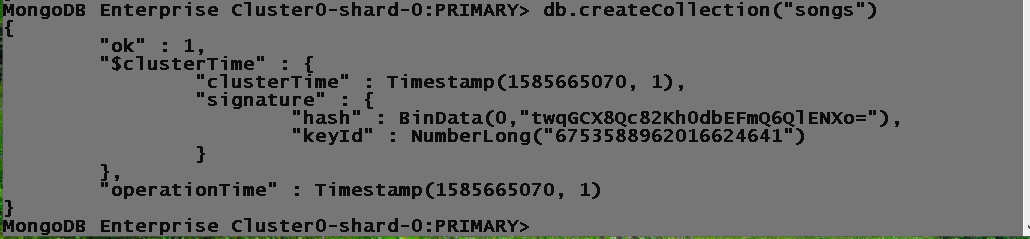 MongoDB Enterprise Cluster0-shard-0:PRIMARY> db.createCollection("songs")
{
"ok" : 1,
"$clusterTime" : {
"clusterTime" : Timestamp(1585665070, 1),
"signature" : {
"hash" : BinData(0,"twqGCX8Qc82Kh0dbEFmQ6QlENXo="),
"keyId" : NumberLong("6753588962016624641")
}
},
"operationTime" : Timestamp(1585665070, 1)
}
MongoDB Enterprise Cluster0-shard-0:PRIMARY>